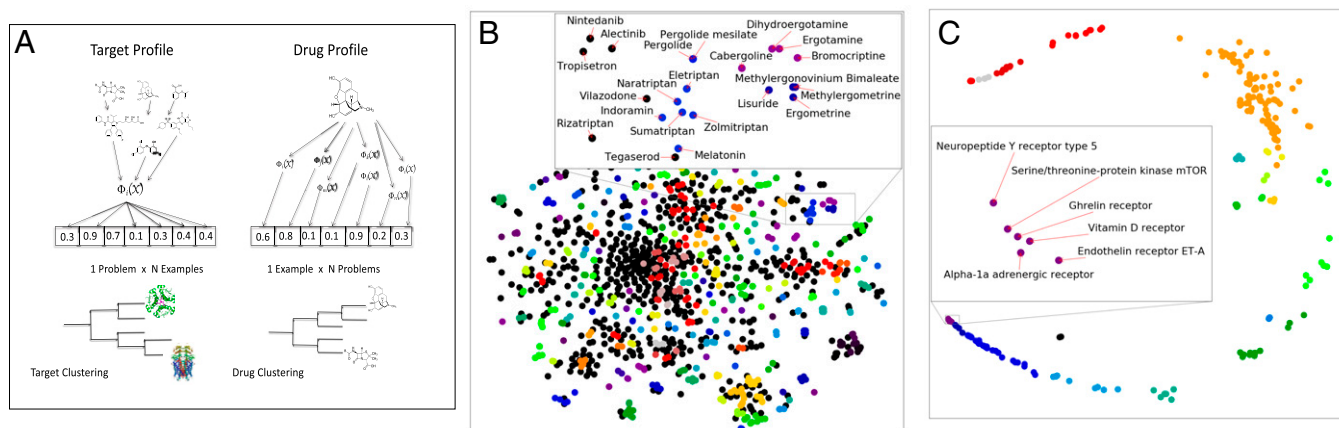 A
Target Profile
Drug Profile
0.3 0.9 0.7 0.1 0.3 0.4 0.4
0.6 0.8 0.1 0.1 0.9 0.2 0.3
1 Problem x N Examples
1 Example x N Problems
Target Clustering
Drug Clustering
B
Nintedanib
Alectinib
Tropisetron
Pergolide mesilate
Pergolide
Dihydroergotamine
Ergotamine
Cabergoline
Bromocriptine
Eletriptan
Naratriptan
Methylergonovinium Bimaleate
Vilazodone
Lisuride
Methylergometrine
Indoramin
Ergometrine
Rizatriptan
Sumatriptan
Zolmitriptan
Tegaserod
Melatonin
C
Neuropeptide Y receptor type 5
Serine/threonine-protein kinase mTOR
Ghrelin receptor
Vitamin D receptor
Endothelin receptor ET-A
Alpha-1a adrenergic receptor